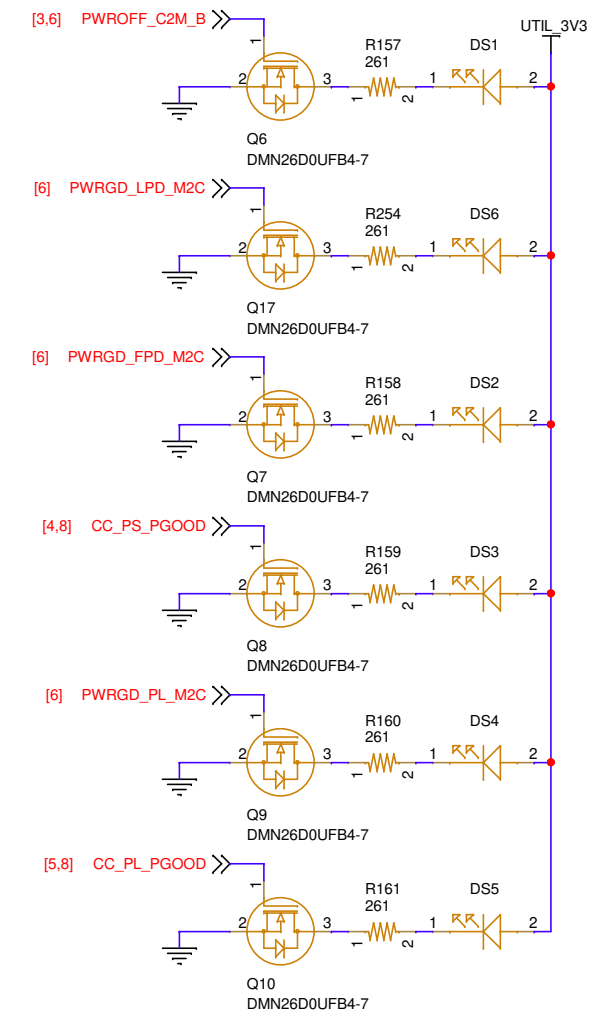 [3,6] PWROFF_C2M_B
UTIL_3V3
1
R157
261
DS1
2
3
1
2
1
2
Q6
DMN26D0UFB4-7
[6] PWRGD_LPD_M2C
1
R254
261
DS6
2
3
1
2
1
2
Q17
DMN26D0UFB4-7
[6] PWRGD_FPD_M2C
1
R158
261
DS2
2
3
1
2
1
2
Q7
DMN26D0UFB4-7
[4,8] CC_PS_PGOOD
1
R159
261
DS3
2
3
1
2
1
2
Q8
DMN26D0UFB4-7
[6] PWRGD_PL_M2C
1
R160
261
DS4
2
3
1
2
1
2
Q9
DMN26D0UFB4-7
[5,8] CC_PL_PGOOD
1
R161
261
DS5
2
3
1
2
1
2
Q10
DMN26D0UFB4-7